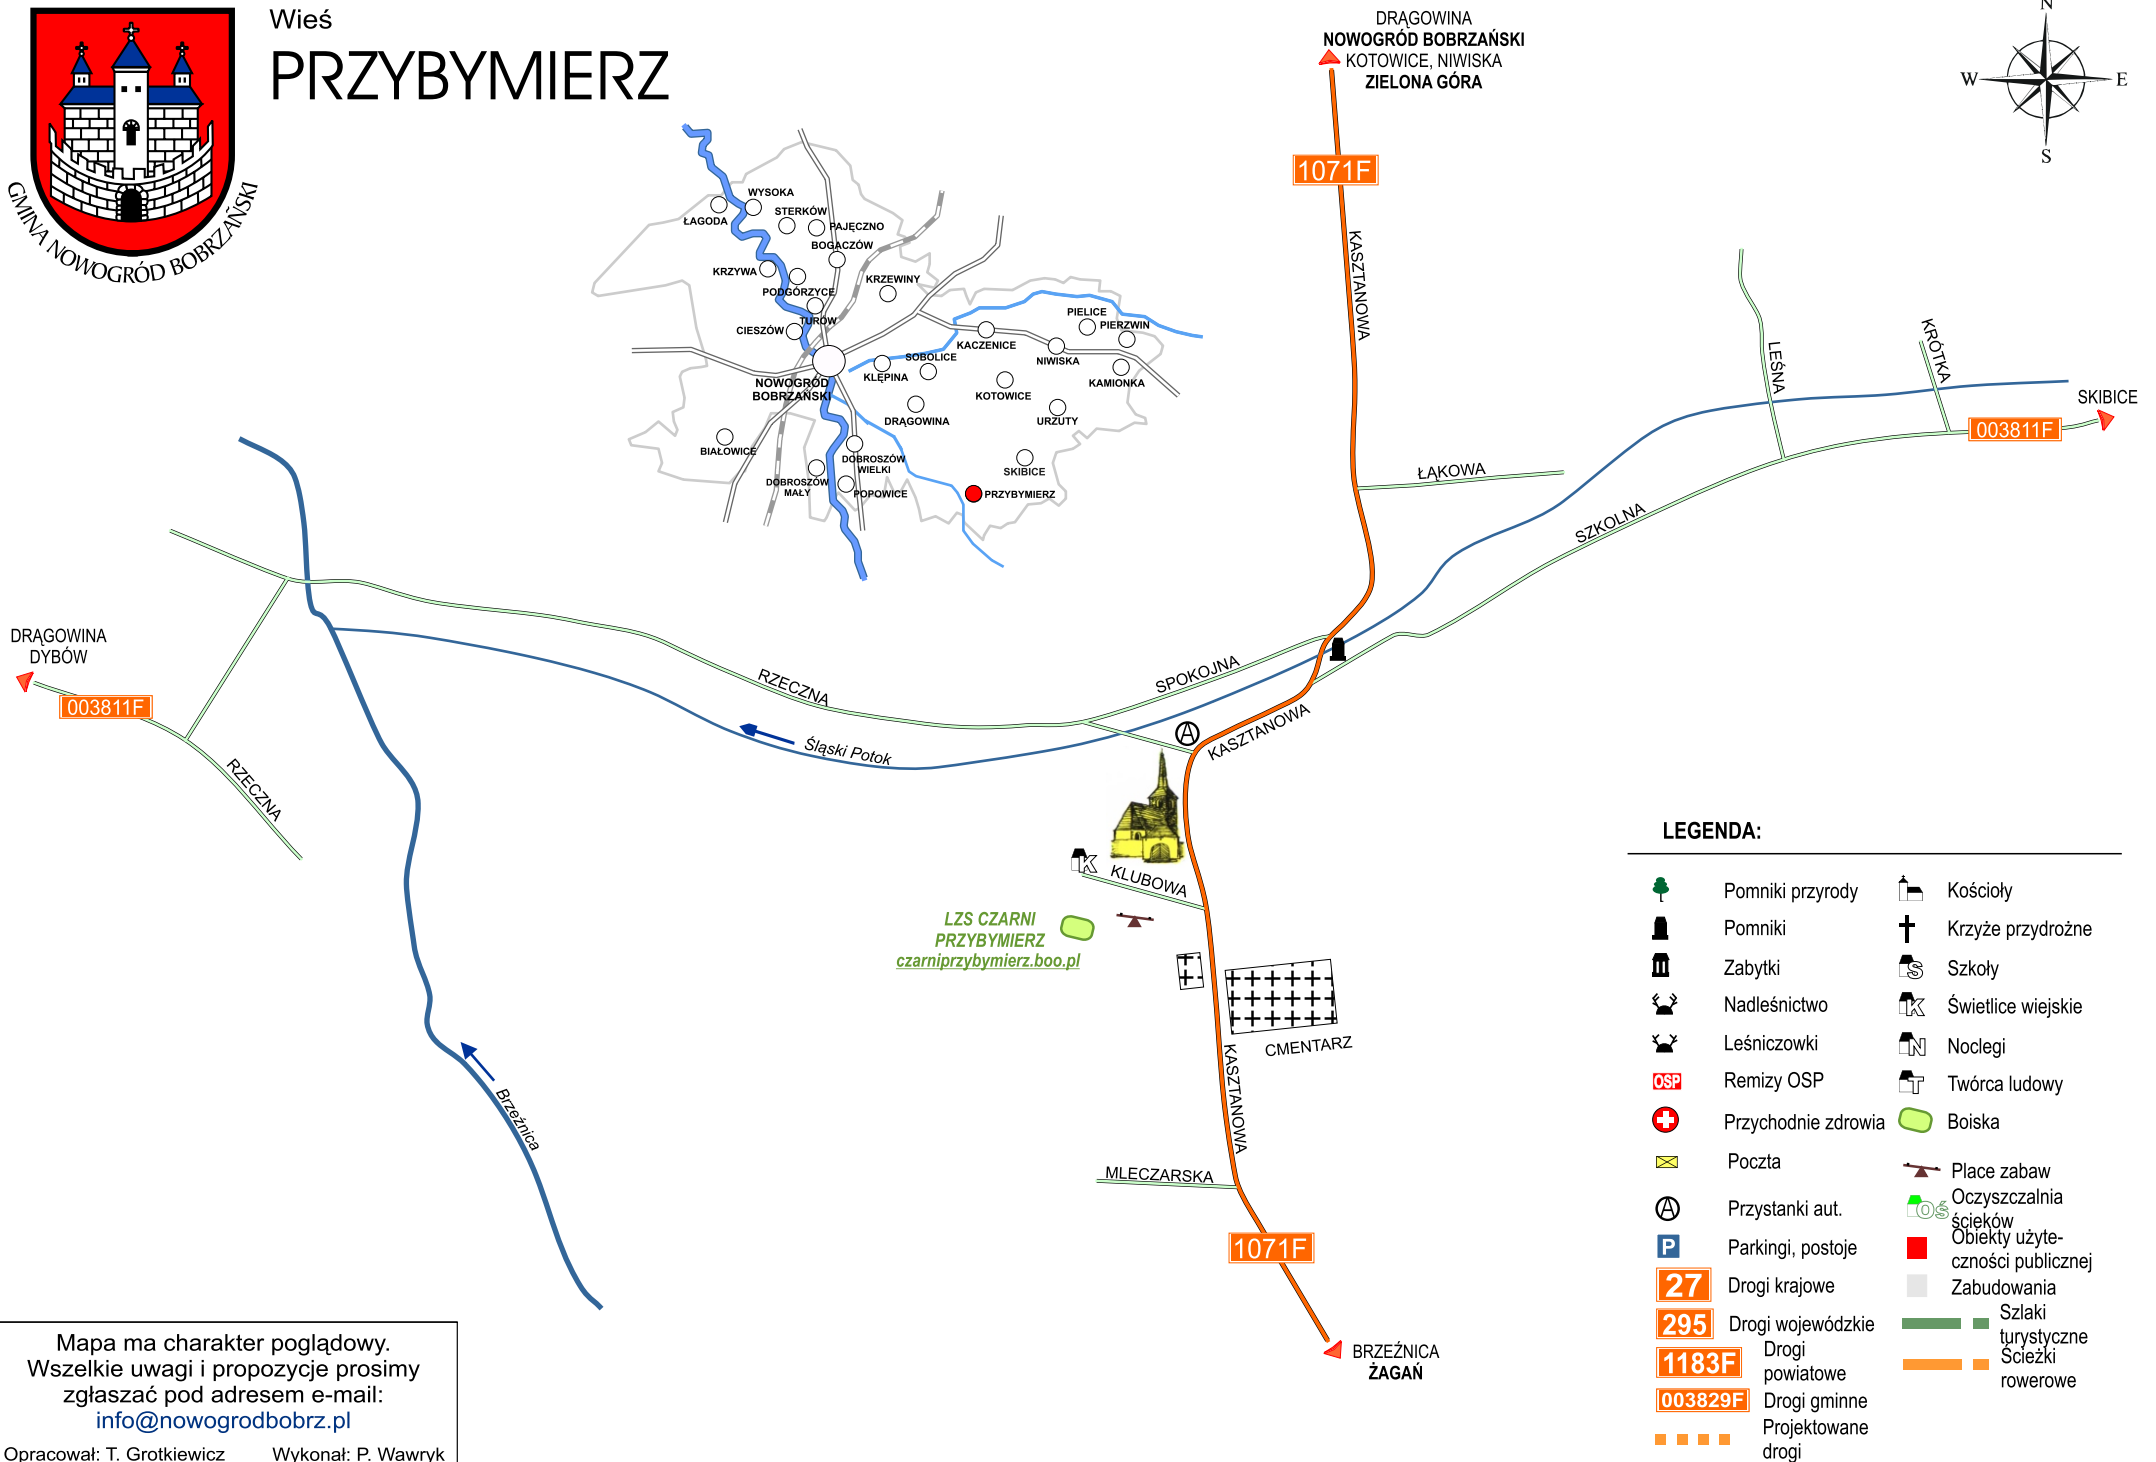 Wieś
PRZYBYMIERZ
GMINA NOWOGRÓD BOBRZAŃSKI
DRĄGOWINA
NOWOGRÓD BOBRZAŃSKI
KOTOWICE, NIWISKA
ZIELONA GÓRA
N
W
E
S
1071F
KASZTANOWA
WYSOKA
ŁAGODA
STERKÓW
PAJĘCZNO
BOGACZÓW
KRZYWA
PODGÓRZYCE
KRZEWINY
TURÓW
CIESZÓW
PIELICE
PIERZWIN
KACZENICE
NIWISKA
SOBOLICE
KLĘPINA
KAMIONKA
NOWOGRÓD
BOBRZAŃSKI
KOTOWICE
DRĄGOWINA
URZUTY
BIAŁOWICE
DOBROSZÓW
WIELKI
SKIBICE
DOBROSZÓW
MAŁY
POPOWICE
PRZYBYMIERZ
LEŚNA
KRÓTKA
SKIBICE
003811F
ŁĄKOWA
SZKOLNA
DRĄGOWINA
DYBÓW
003811F
RZECZNA
RZECZNA
SPOKOJNA
KASZTANOWA
Śląski Potok
KLUBOWA
LZS CZARNI
PRZYBYMIERZ
czarniprzybymierz.boo.pl
CMENTARZ
KASZTANOWA
Brzeźnica
MLECZARSKA
1071F
BRZEŹNICA
ŻAGAŃ
LEGENDA:
Pomniki przyrody
Pomniki
Zabytki
Nadleśnictwo
Leśniczowki
OSP Remizy OSP
Przychodnie zdrowia
Poczta
A Przystanki aut.
P Parkingi, postoje
27 Drogi krajowe
295 Drogi wojewódzkie
1183F Drogi
powiatowe
003829F Drogi gminne
Projektowane
drogi
Kościoły
Krzyże przydrożne
S Szkoły
K Świetlice wiejskie
N Noclegi
T Twórca ludowy
Boiska
Place zabaw
Oś Oczyszczalnia
ścieków
Obiekty użyte-
czności publicznej
Zabudowania
Szlaki
turystyczne
Ścieżki
rowerowe
Mapa ma charakter poglądowy.
Wszelkie uwagi i propozycje prosimy
zgłaszać pod adresem e-mail:
info@nowogrodbobrz.pl
Opracował: T. Grotkiewicz Wykonał: P. Wawryk
A
K